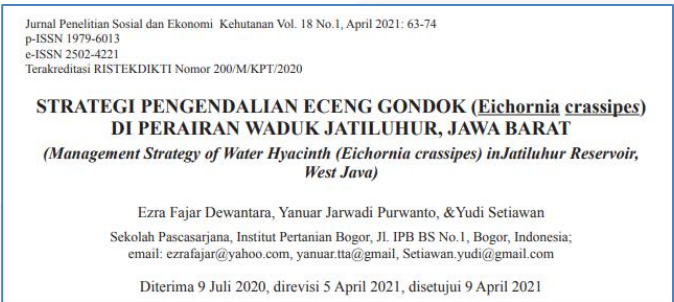 Jurnal Penelitian Sosial dan Ekonomi Kehutanan Vol. 18 No.1, April 2021: 63-74
p-ISSN 1979-6013
e-ISSN 2502-4221
Terakreditasi RISTEKDIKTI Nomor 200/M/KPT/2020
STRATEGI PENGENDALIAN ECENG GONDOK (Eichornia crassipes)
DI PERAIRAN WADUK JATILUHUR, JAWA BARAT
(Management Strategy of Water Hyacinth (Eichornia crassipes) inJatiluhur Reservoir,
West Java)
Ezra Fajar Dewantara, Yanuar Jarwadi Purwanto, &Yudi Setiawan
Sekolah Pascasarjana, Institut Pertanian Bogor, Jl. IPB BS No.1, Bogor, Indonesia;
email: ezrafajar@yahoo.com, yanuar.tta@gmail, Setiawan.yudi@gmail.com
Diterima 9 Juli 2020, direvisi 5 April 2021, disetujui 9 April 2021